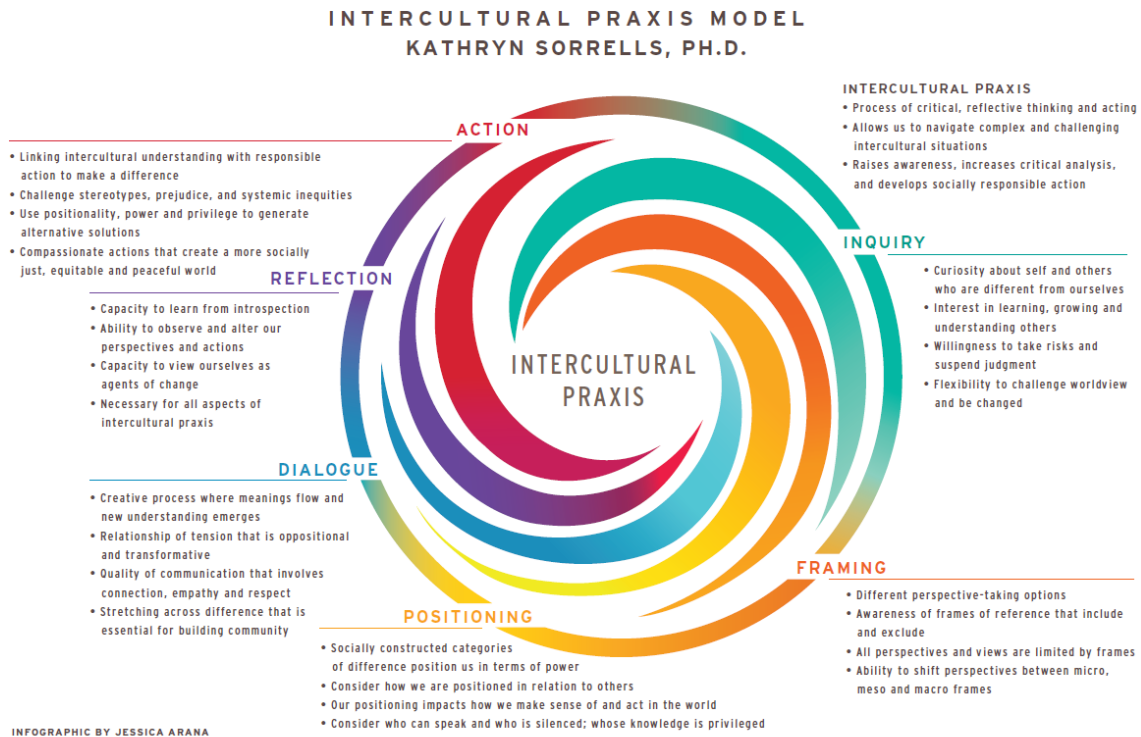 INTERCULTURAL PRAXIS MODEL
KATHRYN SORRELLS, PH.D.
INTERCULTURAL PRAXIS
• Process of critical, reflective thinking and acting
• Allows us to navigate complex and challenging
intercultural situations
• Raises awareness, increases critical analysis,
and develops socially responsible action
INQUIRY
• Curiosity about self and others
who are different from ourselves
• Interest in learning, growing and
understanding others
• Willingness to take risks and
suspend judgment
• Flexibility to challenge worldview
and be changed
FRAMING
• Different perspective-taking options
• Awareness of frames of reference that include
and exclude
• All perspectives and views are limited by frames
• Ability to shift perspectives between micro,
meso and macro frames
POSITIONING
• Socially constructed categories
of difference position us in terms of power
• Consider how we are positioned in relation to others
• Our positioning impacts how we make sense of and act in the world
• Consider who can speak and who is silenced; whose knowledge is privileged
DIALOGUE
• Creative process where meanings flow and
new understanding emerges
• Relationship of tension that is oppositional
and transformative
• Quality of communication that involves
connection, empathy and respect
• Stretching across difference that is
essential for building community
REFLECTION
• Capacity to learn from introspection
• Ability to observe and alter our
perspectives and actions
• Capacity to view ourselves as
agents of change
• Necessary for all aspects of
intercultural praxis
ACTION
• Linking intercultural understanding with responsible
action to make a difference
• Challenge stereotypes, prejudice, and systemic inequities
• Use positionality, power and privilege to generate
alternative solutions
• Compassionate actions that create a more socially
just, equitable and peaceful world
INTERCULTURAL
PRAXIS
INFOGRAPHIC BY JESSICA ARANA